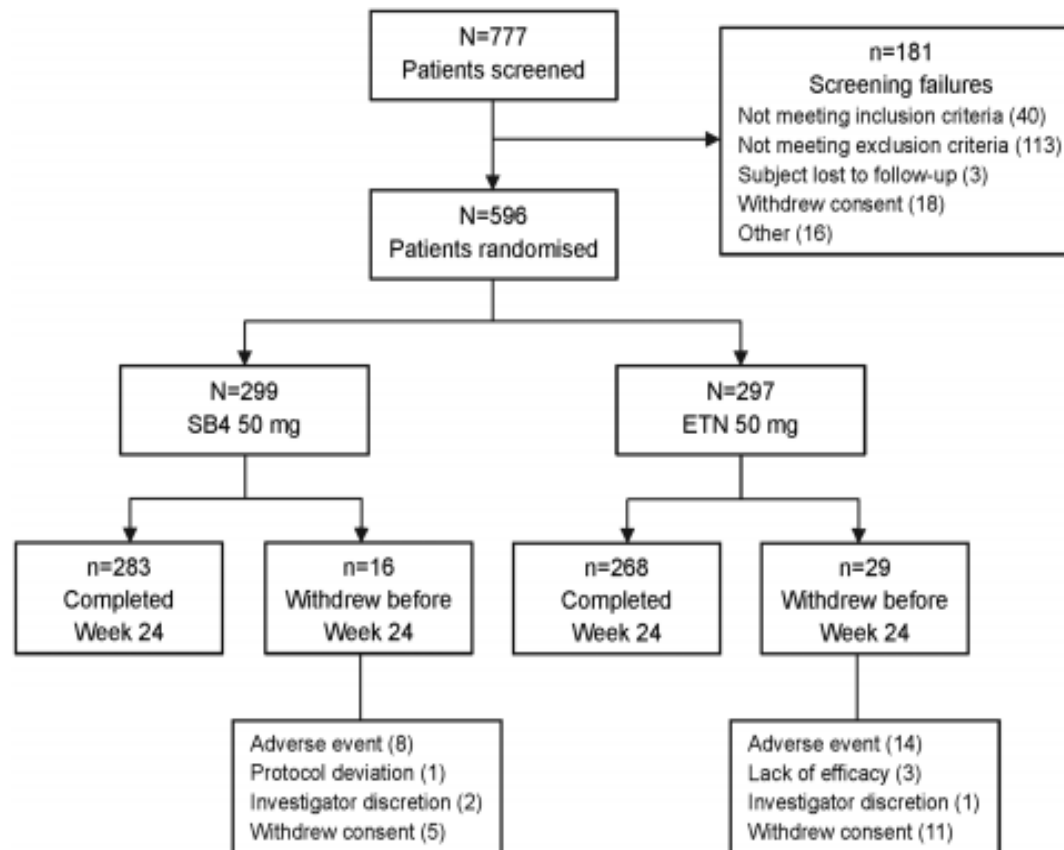 N=777
Patients screened
n=181
Screening failures
Not meeting inclusion criteria (40)
Not meeting exclusion criteria (113)
Subject lost to follow-up (3)
Withdrew consent (18)
Other (16)
N=596
Patients randomised
N=299
SB4 50 mg
N=297
ETN 50 mg
n=283
Completed
Week 24
n=16
Withdrew before
Week 24
n=268
Completed
Week 24
n=29
Withdrew before
Week 24
Adverse event (8)
Protocol deviation (1)
Investigator discretion (2)
Withdrew consent (5)
Adverse event (14)
Lack of efficacy (3)
Investigator discretion (1)
Withdrew consent (11)